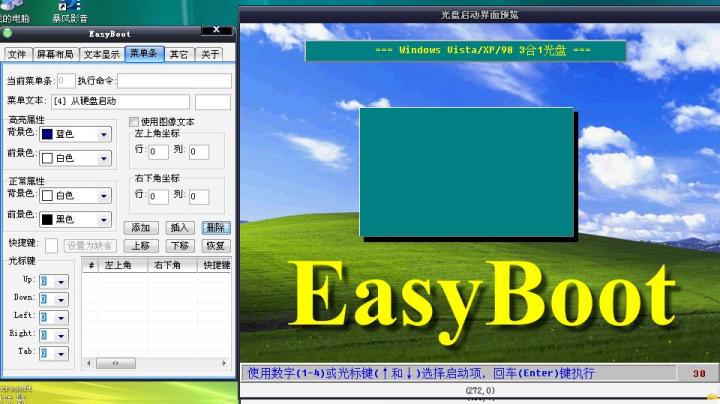 的电脑
暴风影音
光盘启动界面预览
EasyBoot
文件
屏幕布局
文本显示
菜单条
其它
关于
=== Windows Vista/XP/98 3合1光盘 ===
当前菜单条:
0
执行命令:
菜单文本:
[4] 从硬盘启动
高亮属性
背景色:
蓝色
前景色:
白色
使用图像文本
左上角坐标
行:
0
列:
0
正常属性
背景色:
白色
前景色:
黑色
右下角坐标
行:
0
列:
0
添加
插入
删除
快捷键:
设置为缺省
上移
下移
恢复
光标键
Up:
Down:
Left:
Right:
Tab:
#
左上角
右下角
快捷键
EasyBoot
使用数字(1-4)或光标键(↑和↓)选择启动项，回车(Enter)键执行
30
(272,0)